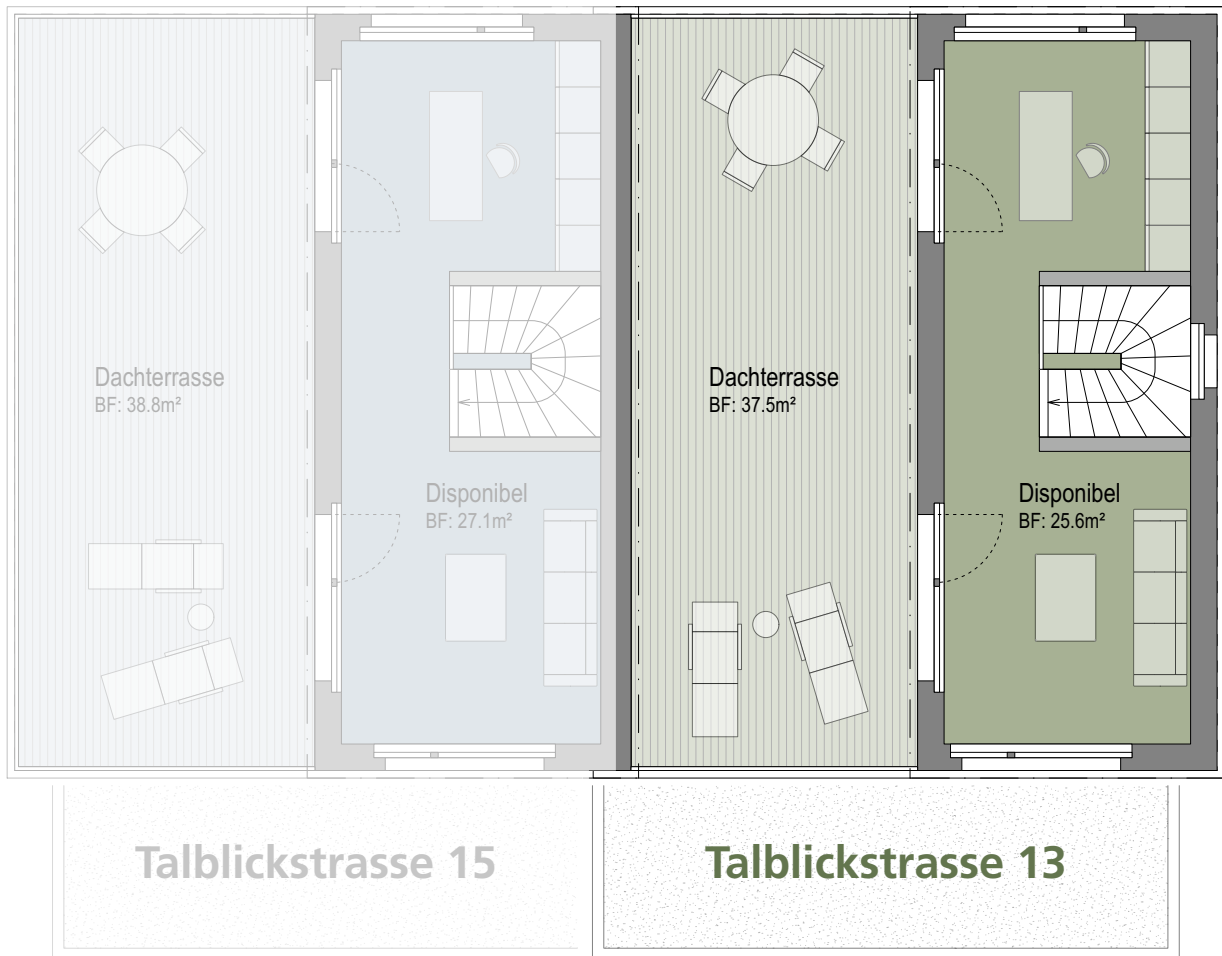 Dachterrasse
BF: 38.8m²
Disponibel
BF: 27.1m²
Dachterrasse
BF: 37.5m²
Disponibel
BF: 25.6m²
Talblickstrasse 15
Talblickstrasse 13